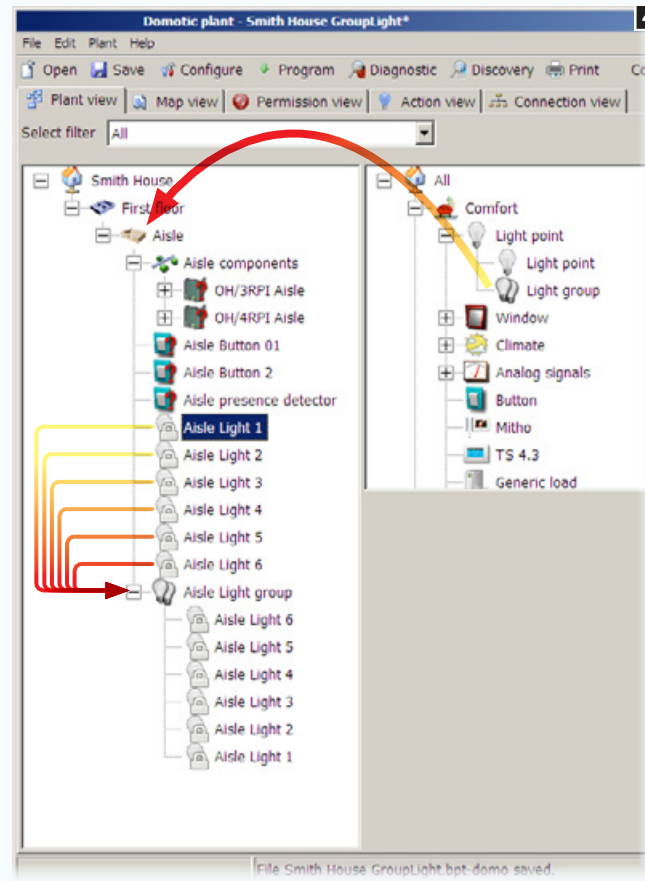 Domotic plant - Smith House GroupLight*
File Edit Plant Help
Open Save Configure Program Diagnostic Discovery Print
Plant view Map view Permission view Action view Connection view
Select filter All
Smith House
First floor
Aisle
Aisle components
OH/3RPI Aisle
OH/4RPI Aisle
Aisle Button 01
Aisle Button 2
Aisle presence detector
Aisle Light 1
Aisle Light 2
Aisle Light 3
Aisle Light 4
Aisle Light 5
Aisle Light 6
Aisle Light group
Aisle Light 6
Aisle Light 5
Aisle Light 4
Aisle Light 3
Aisle Light 2
Aisle Light 1
All
Comfort
Light point
Light point
Light group
Window
Climate
Analog signals
Button
Mitho
TS 4.3
Generic load
File Smith House GroupLight.bpt-domo saved.